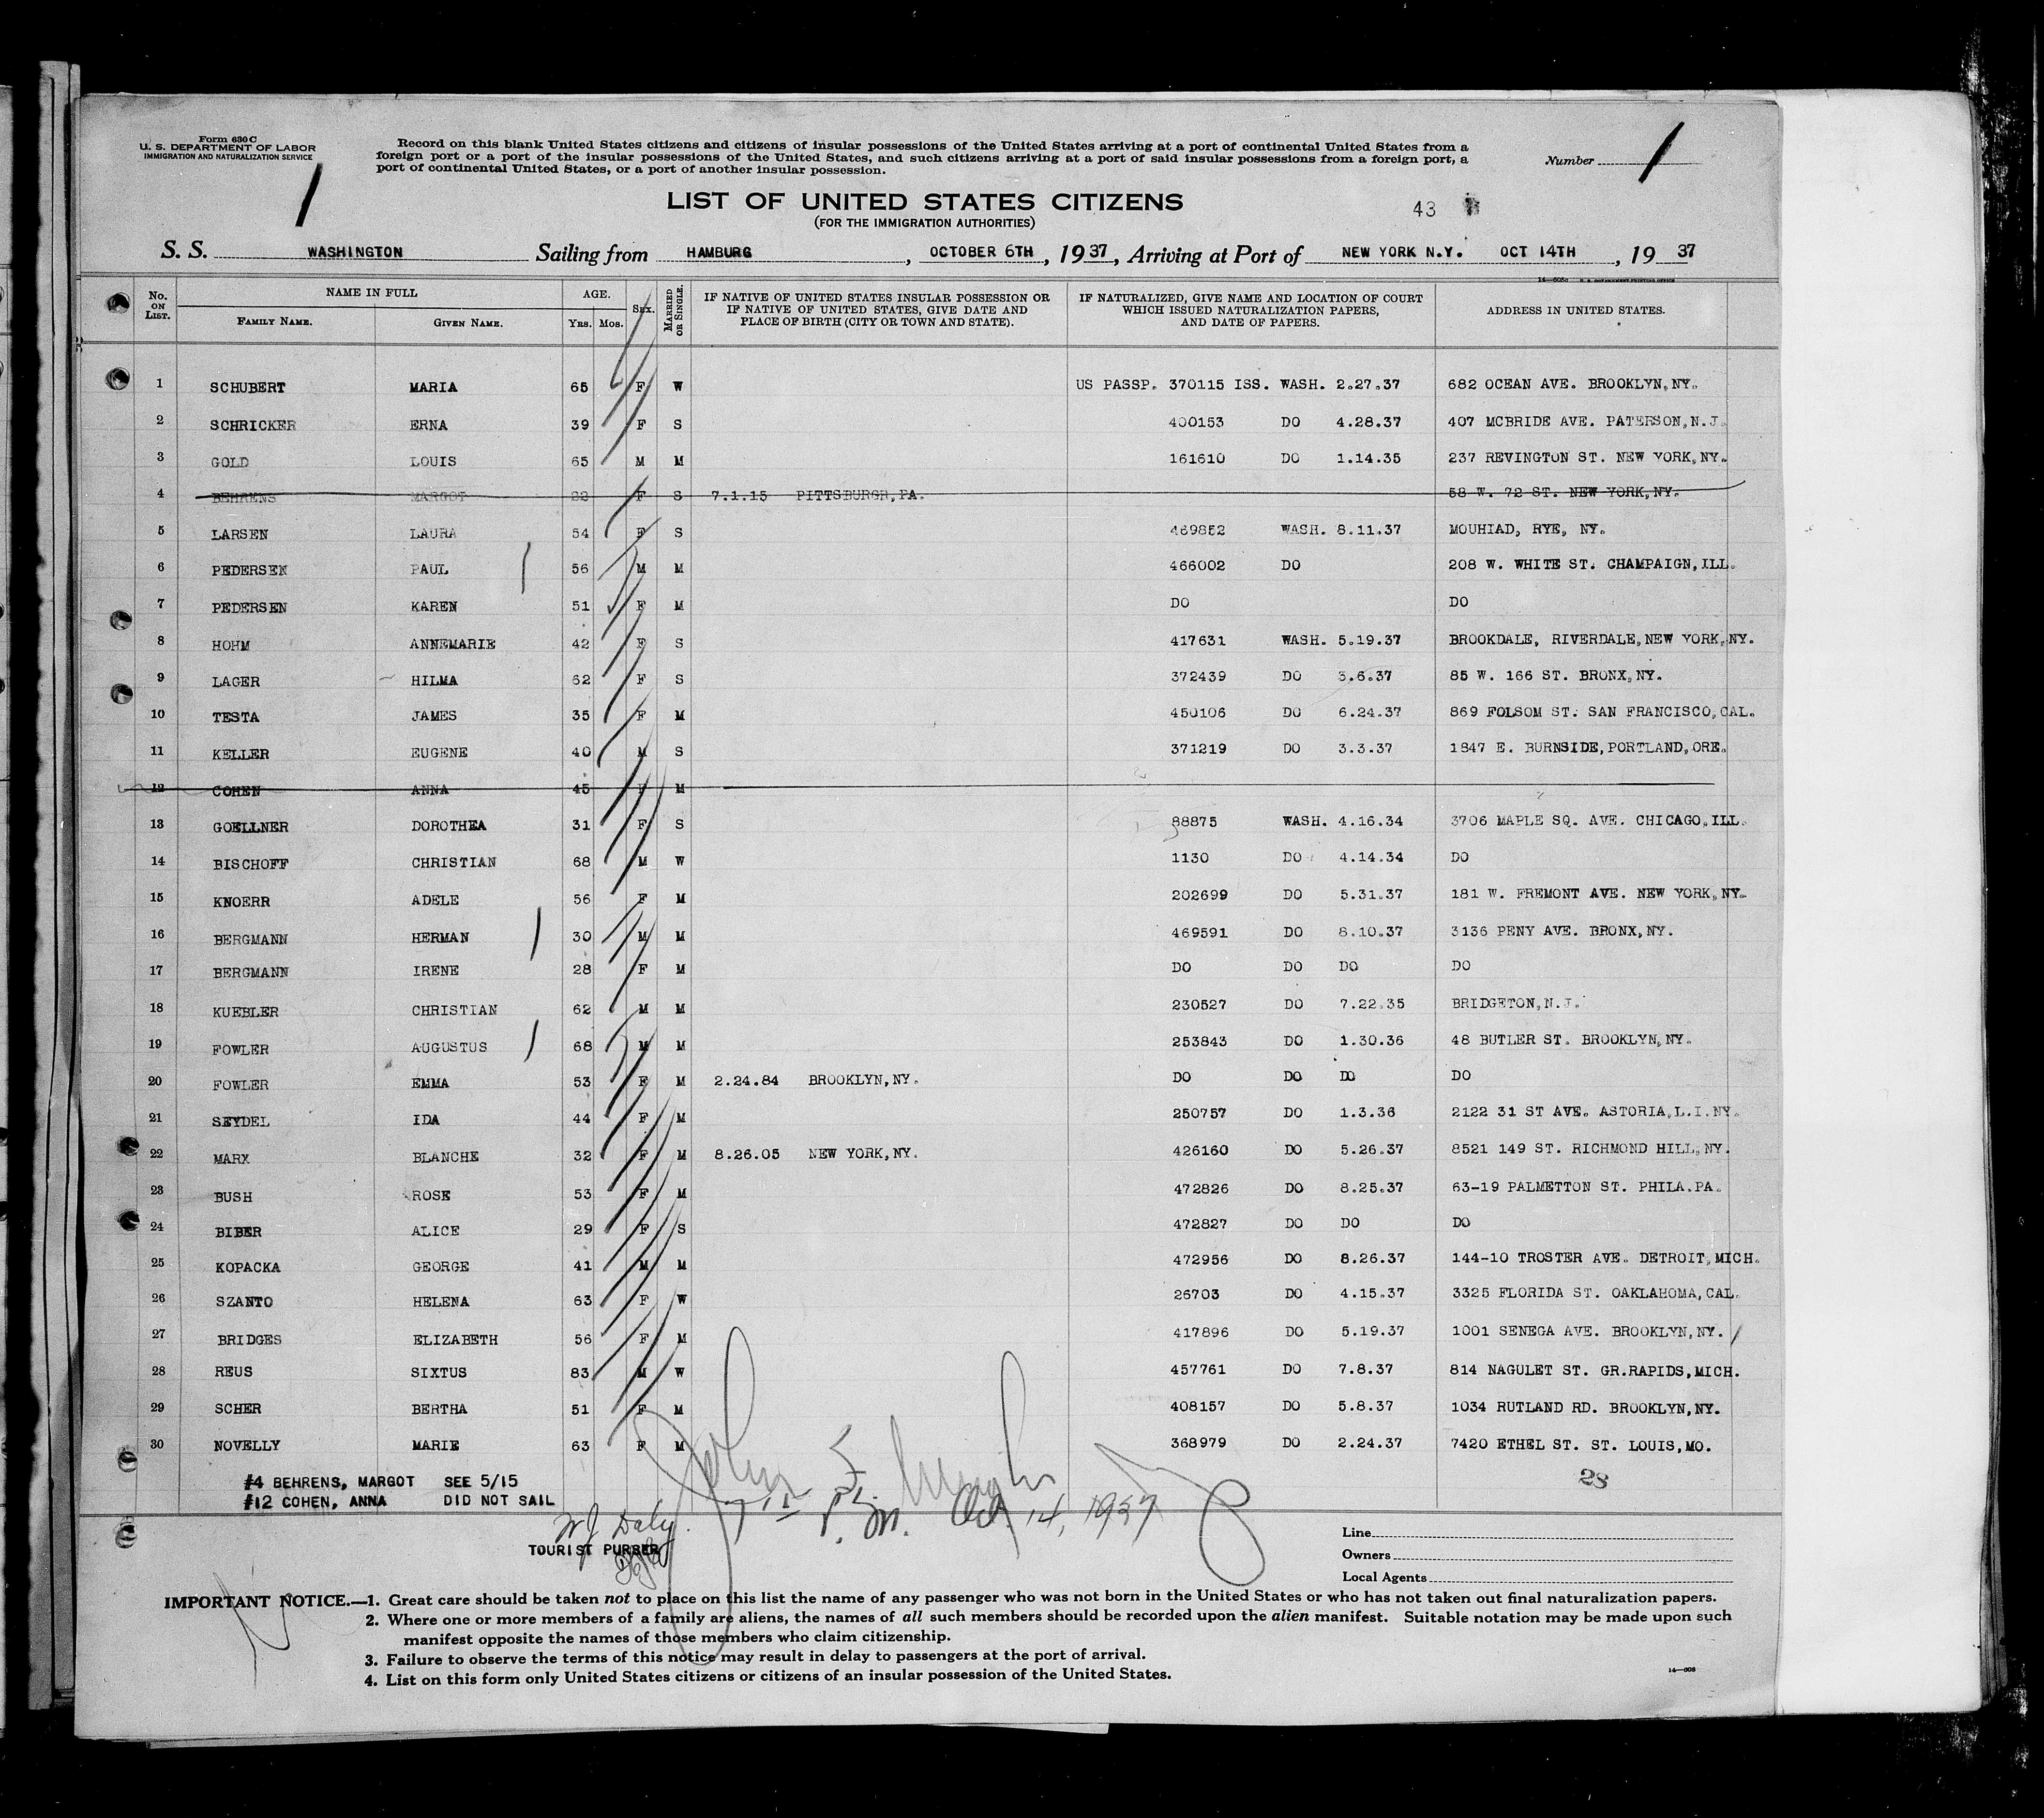 Form 630 C
U. S. DEPARTMENT OF LABOR
IMMIGRATION AND NATURALIZATION SERVICE
Record on this blank United States citizens and citizens of insular possessions of the United States arriving at a port of continental United States from a
foreign port or a port of the insular possessions of the United States, and such citizens arriving at a port of said insular possessions from a foreign port, a
port of continental United States, or a port of another insular possession.
Number 1
1
LIST OF UNITED STATES CITIZENS
(FOR THE IMMIGRATION AUTHORITIES)
43
S. S. WASHINGTON Sailing from HAMBURG, OCTOBER 6TH, 1937, Arriving at Port of NEW YORK N.Y. OCT 14TH, 19 37
No. ON LIST. NAME IN FULL FAMILY NAME. GIVEN NAME. AGE. YRS. MOS. SEX. MARRIED OR SINGLE. IF NATIVE OF UNITED STATES INSULAR POSSESSION OR IF NATIVE OF UNITED STATES, GIVE DATE AND PLACE OF BIRTH (CITY OR TOWN AND STATE). IF NATURALIZED, GIVE NAME AND LOCATION OF COURT WHICH ISSUED NATURALIZATION PAPERS, AND DATE OF PAPERS. ADDRESS IN UNITED STATES.
1 SCHUBERT MARIA 65 F W US PASSP. 370115 ISS. WASH. 2.27.37 682 OCEAN AVE. BROOKLYN,NY.
2 SCHRICKER ERNA 39 F S 400153 DO 4.28.37 407 MCBRIDE AVE. PATERSON,N.J.
3 GOLD LOUIS 65 M M 161610 DO 1.14.35 237 REVINGTON ST. NEW YORK,NY.
4 BEHRENS MARGOT 22 F S 7.1.15 PITTSBURGH,PA. 58 W. 72 ST. NEW YORK,NY.
5 LARSEN LAURA 54 F S 469852 WASH. 8.11.37 MOUHIAD, RYE, NY.
6 PEDERSEN PAUL 56 M M 466002 DO 208 W. WHITE ST. CHAMPAIGN,ILL.
7 PEDERSEN KAREN 51 F M DO DO
8 HOHM ANNEMARIE 42 F S 417631 WASH. 5.19.37 BROOKDALE, RIVERDALE,NEW YORK,NY.
9 LAGER HILMA 62 F S 372439 DO 3.6.37 85 W. 166 ST. BRONX,NY.
10 TESTA JAMES 35 F M 450106 DO 6.24.37 869 FOLSOM ST. SAN FRANCISCO,CAL.
11 KELLER EUGENE 40 M S 371219 DO 3.3.37 1847 E. BURNSIDE,PORTLAND,ORE.
12 COHEN ANNA 45 F M
13 GOELLNER DOROTHEA 31 F S 88875 WASH. 4.16.34 3706 MAPLE SQ. AVE. CHICAGO,ILL.
14 BISCHOFF CHRISTIAN 68 M W 1130 DO 4.14.34 DO
15 KNOERR ADELE 56 F M 202699 DO 5.31.37 181 W. FREMONT AVE. NEW YORK,NY.
16 BERGMANN HERMAN 30 M M 469591 DO 8.10.37 3136 PENY AVE. BRONX,NY.
17 BERGMANN IRENE 28 F M DO DO DO DO
18 KUEBLER CHRISTIAN 62 M M 230527 DO 7.22.35 BRIDGETON,N.J.
19 FOWLER AUGUSTUS 68 M M 253843 DO 1.30.36 48 BUTLER ST. BROOKLYN,NY.
20 FOWLER EMMA 53 F M 2.24.84 BROOKLYN,NY. DO DO DO DO
21 SEYDEL IDA 44 F M 250757 DO 1.3.36 2122 31 ST AVE. ASTORIA,L.I.NY.
22 MARX BLANCHE 32 F M 8.26.05 NEW YORK,NY. 426160 DO 5.26.37 8521 149 ST. RICHMOND HILL,NY.
23 BUSH ROSE 53 F M 472826 DO 8.25.37 63-19 PALMETTON ST. PHILA.PA.
24 BIBER ALICE 29 F S 472827 DO DO DO
25 KOPACKA GEORGE 41 M M 472956 DO 8.26.37 144-10 TROSTER AVE. DETROIT,MICH.
26 SZANTO HELENA 63 F W 26703 DO 4.15.37 3325 FLORIDA ST. OAKLAHOMA,CAL.
27 BRIDGES ELIZABETH 56 F M 417896 DO 5.19.37 1001 SENEGA AVE. BROOKLYN,NY.
28 REUS SIXTUS 83 M W 457761 DO 7.8.37 814 NAGULET ST. GR.RAPIDS,MICH.
29 SCHER BERTHA 51 F M 408157 DO 5.8.37 1034 RUTLAND RD. BROOKLYN,NY.
30 NOVELLY MARIE 63 F M 368979 DO 2.24.37 7420 ETHEL ST. ST. LOUIS,MO.
#4 BEHRENS, MARGOT SEE 5/15
#12 COHEN, ANNA DID NOT SAIL
28
John
P.M. Oct. 14, 1937
W J Daly
TOURIST PURSER
Line
Owners
Local Agents
IMPORTANT NOTICE.—1. Great care should be taken not to place on this list the name of any passenger who was not born in the United States or who has not taken out final naturalization papers.
2. Where one or more members of a family are aliens, the names of all such members should be recorded upon the alien manifest. Suitable notation may be made upon such
manifest opposite the names of those members who claim citizenship.
3. Failure to observe the terms of this notice may result in delay to passengers at the port of arrival.
4. List on this form only United States citizens or citizens of an insular possession of the United States.
14—608